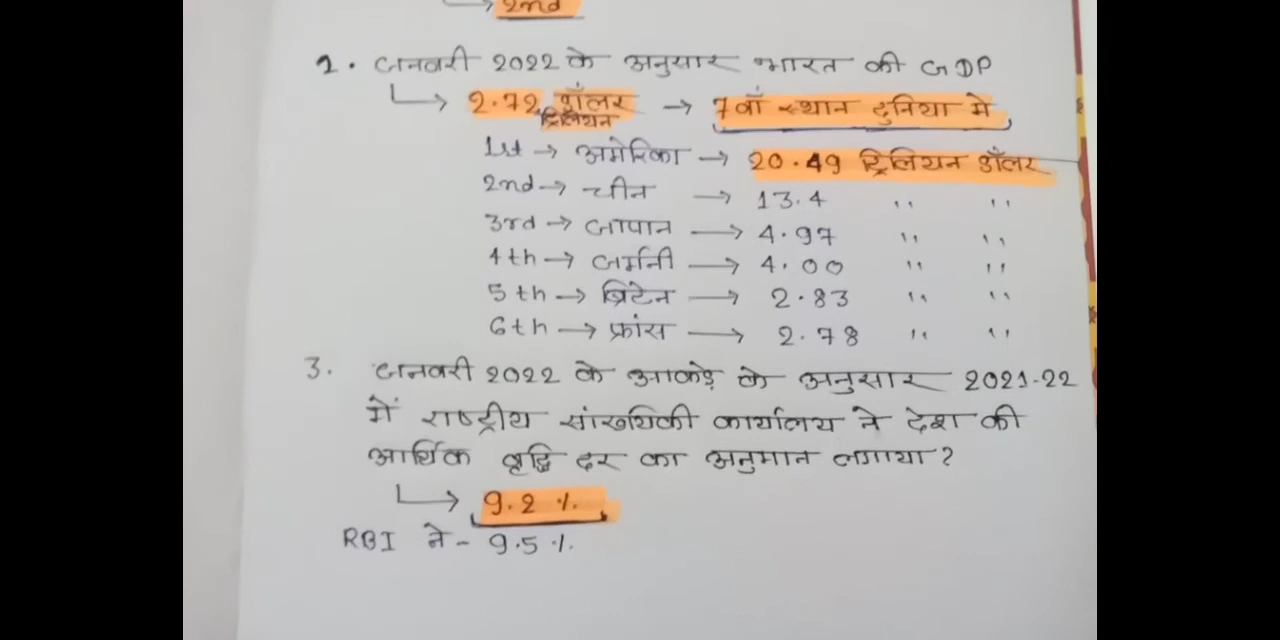 2nd
2. जनवरी 2022 के अनुसार भारत की GDP
2.72 ट्रिलियन डॉलर → 7वाँ स्थान दुनिया मे
1st → अमेरिका → 20.49 ट्रिलियन डॉलर
2nd → चीन → 13.4 " "
3rd → जापान → 4.97 " "
4th → जर्मनी → 4.00 " "
5th → ब्रिटेन → 2.83 " "
6th → फ्रांस → 2.78 " "
3. जनवरी 2022 के आकड़े के अनुसार 2021-22
में राष्ट्रीय सांख्यिकी कार्यालय ने देश की
आर्थिक वृद्धि दर का अनुमान लगाया?
9.2 %
RBI ने - 9.5 %